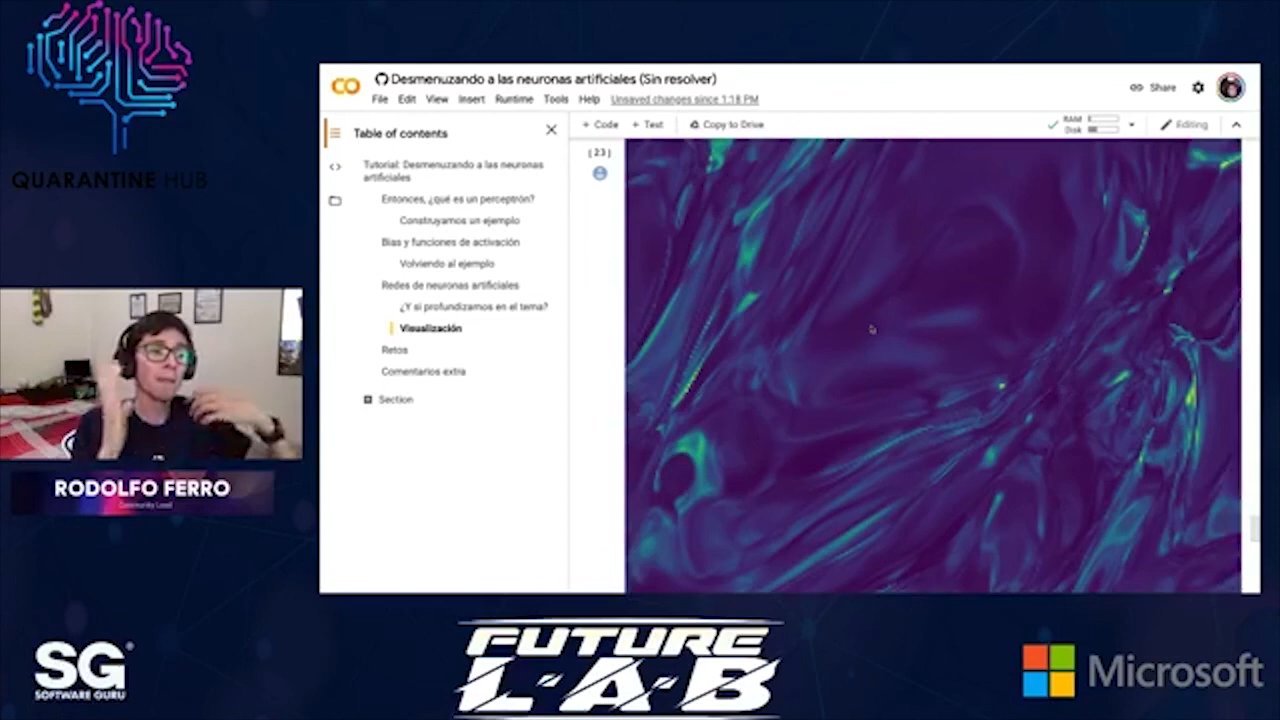 QUARANTINE HUB
Desmenuzando a las neuronas artificiales (Sin resolver)
File Edit View Insert Runtime Tools Help Unsaved changes since 1:18 PM
Share
Table of contents
+ Code + Text Copy to Drive
RAM
Disk
Editing
Tutorial: Desmenuzando a las neuronas
artificiales
Entonces, ¿qué es un perceptrón?
Construyamos un ejemplo
Bias y funciones de activación
Volviendo al ejemplo
Redes de neuronas artificiales
¿Y si profundizamos en el tema?
Visualización
Retos
Comentarios extra
Section
[23]
RODOLFO FERRO
Community Lead
SG
SOFTWARE GURU
FUTURE
L·A·B
Microsoft